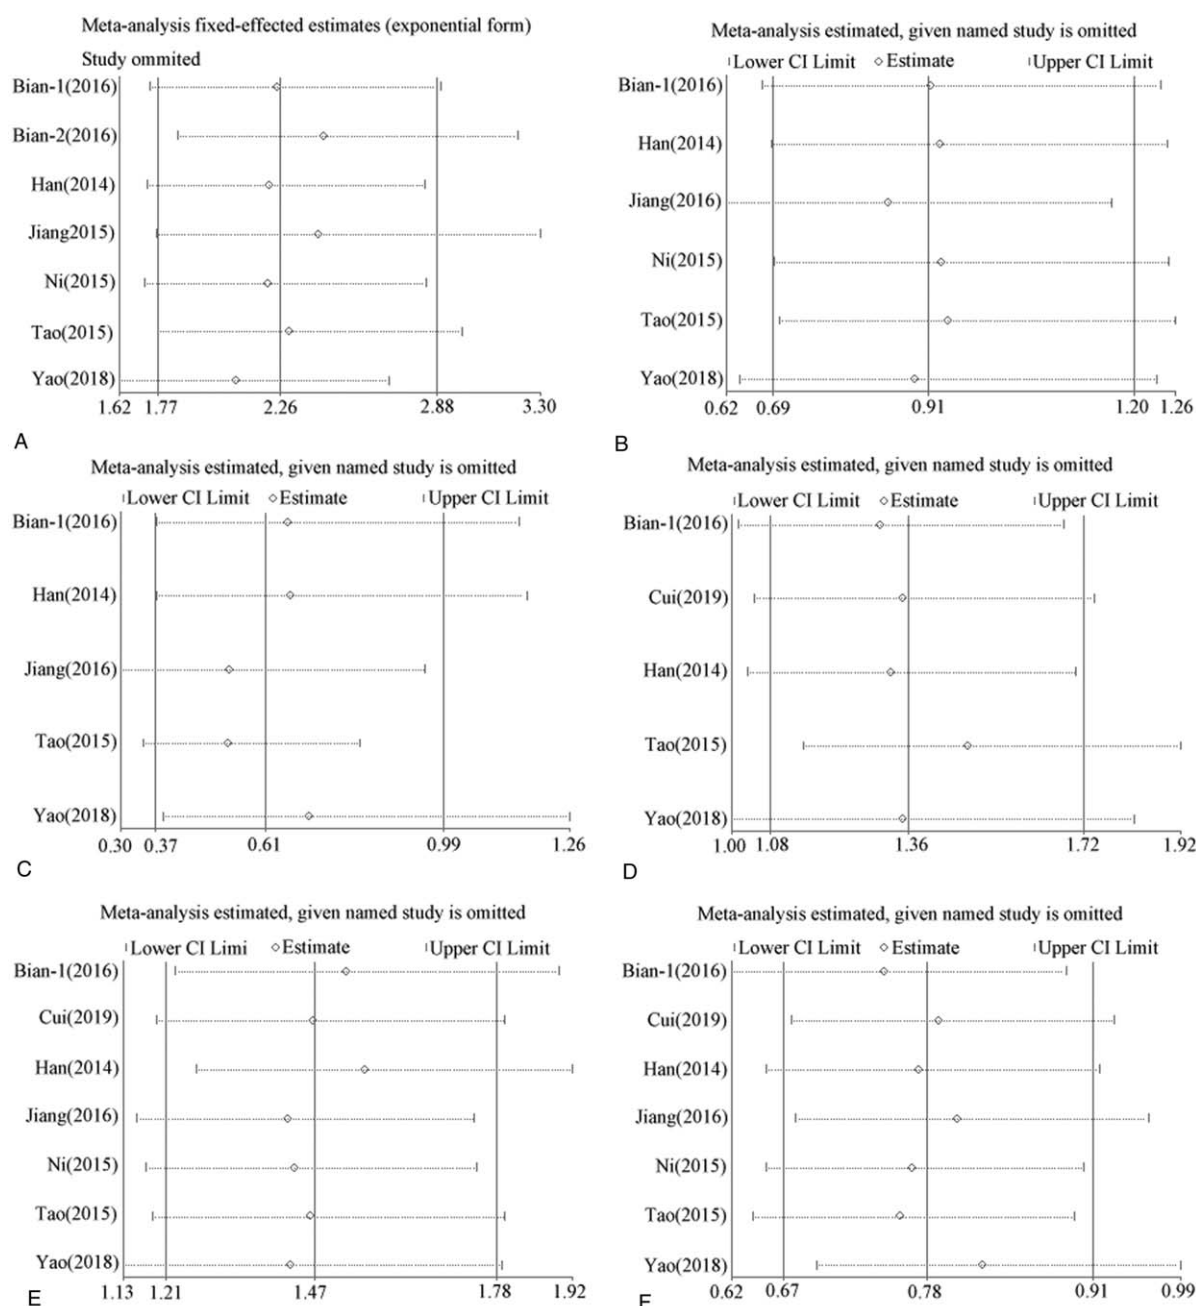 Meta-analysis fixed-effected estimates (exponential form)
Study ommited
Bian-1(2016)
Bian-2(2016)
Han(2014)
Jiang2015)
Ni(2015)
Tao(2015)
Yao(2018)
1.62 1.77 2.26 2.88 3.30
A
Meta-analysis estimated, given named study is omitted
Lower CI Limit Estimate Upper CI Limit
Bian-1(2016)
Han(2014)
Jiang(2016)
Ni(2015)
Tao(2015)
Yao(2018)
0.62 0.69 0.91 1.20 1.26
B
Meta-analysis estimated, given named study is omitted
Lower CI Limit Estimate Upper CI Limit
Bian-1(2016)
Han(2014)
Jiang(2016)
Tao(2015)
Yao(2018)
0.30 0.37 0.61 0.99 1.26
C
Meta-analysis estimated, given named study is omitted
Lower CI Limit Estimate Upper CI Limit
Bian-1(2016)
Cui(2019)
Han(2014)
Tao(2015)
Yao(2018)
1.00 1.08 1.36 1.72 1.92
D
Meta-analysis estimated, given named study is omitted
Lower CI Limi Estimate Upper CI Limit
Bian-1(2016)
Cui(2019)
Han(2014)
Jiang(2016)
Ni(2015)
Tao(2015)
Yao(2018)
1.13 1.21 1.47 1.78 1.92
E
Meta-analysis estimated, given named study is omitted
Lower CI Limit Estimate Upper CI Limit
Bian-1(2016)
Cui(2019)
Han(2014)
Jiang(2016)
Ni(2015)
Tao(2015)
Yao(2018)
0.62 0.67 0.78 0.91 0.99
F